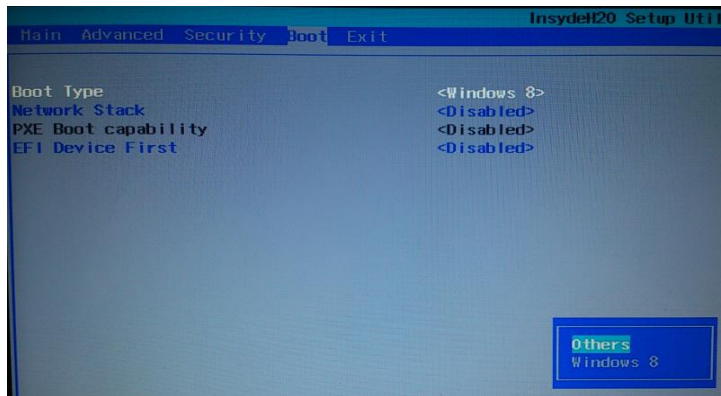 InsydeH20 Setup Util
Main Advanced Security Boot Exit
Boot Type <Windows 8>
Network Stack <Disabled>
PXE Boot capability <Disabled>
EFI Device First <Disabled>
Others
Windows 8